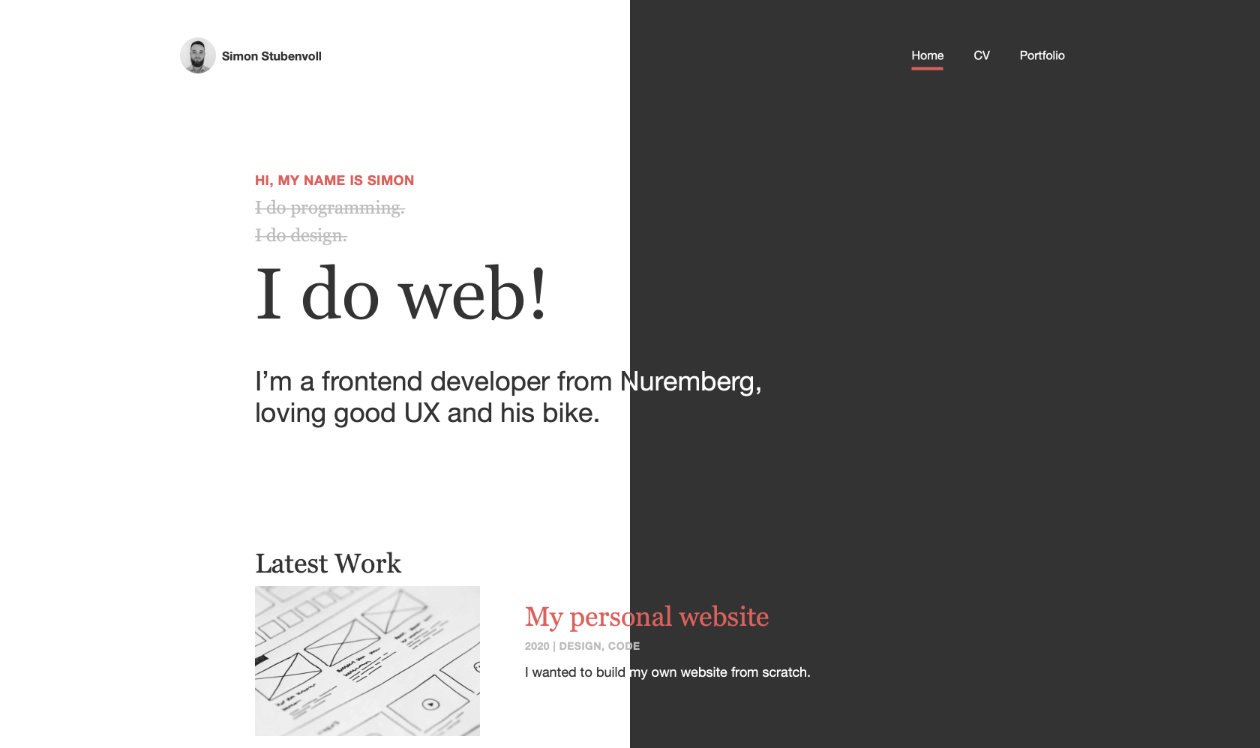 Simon Stubenvoll
Home
CV
Portfolio
HI, MY NAME IS SIMON
I do programming.
I do design.
I do web!
I’m a frontend developer from Nuremberg,
loving good UX and his bike.
Latest Work
My personal website
2020 | DESIGN, CODE
I wanted to build my own website from scratch.